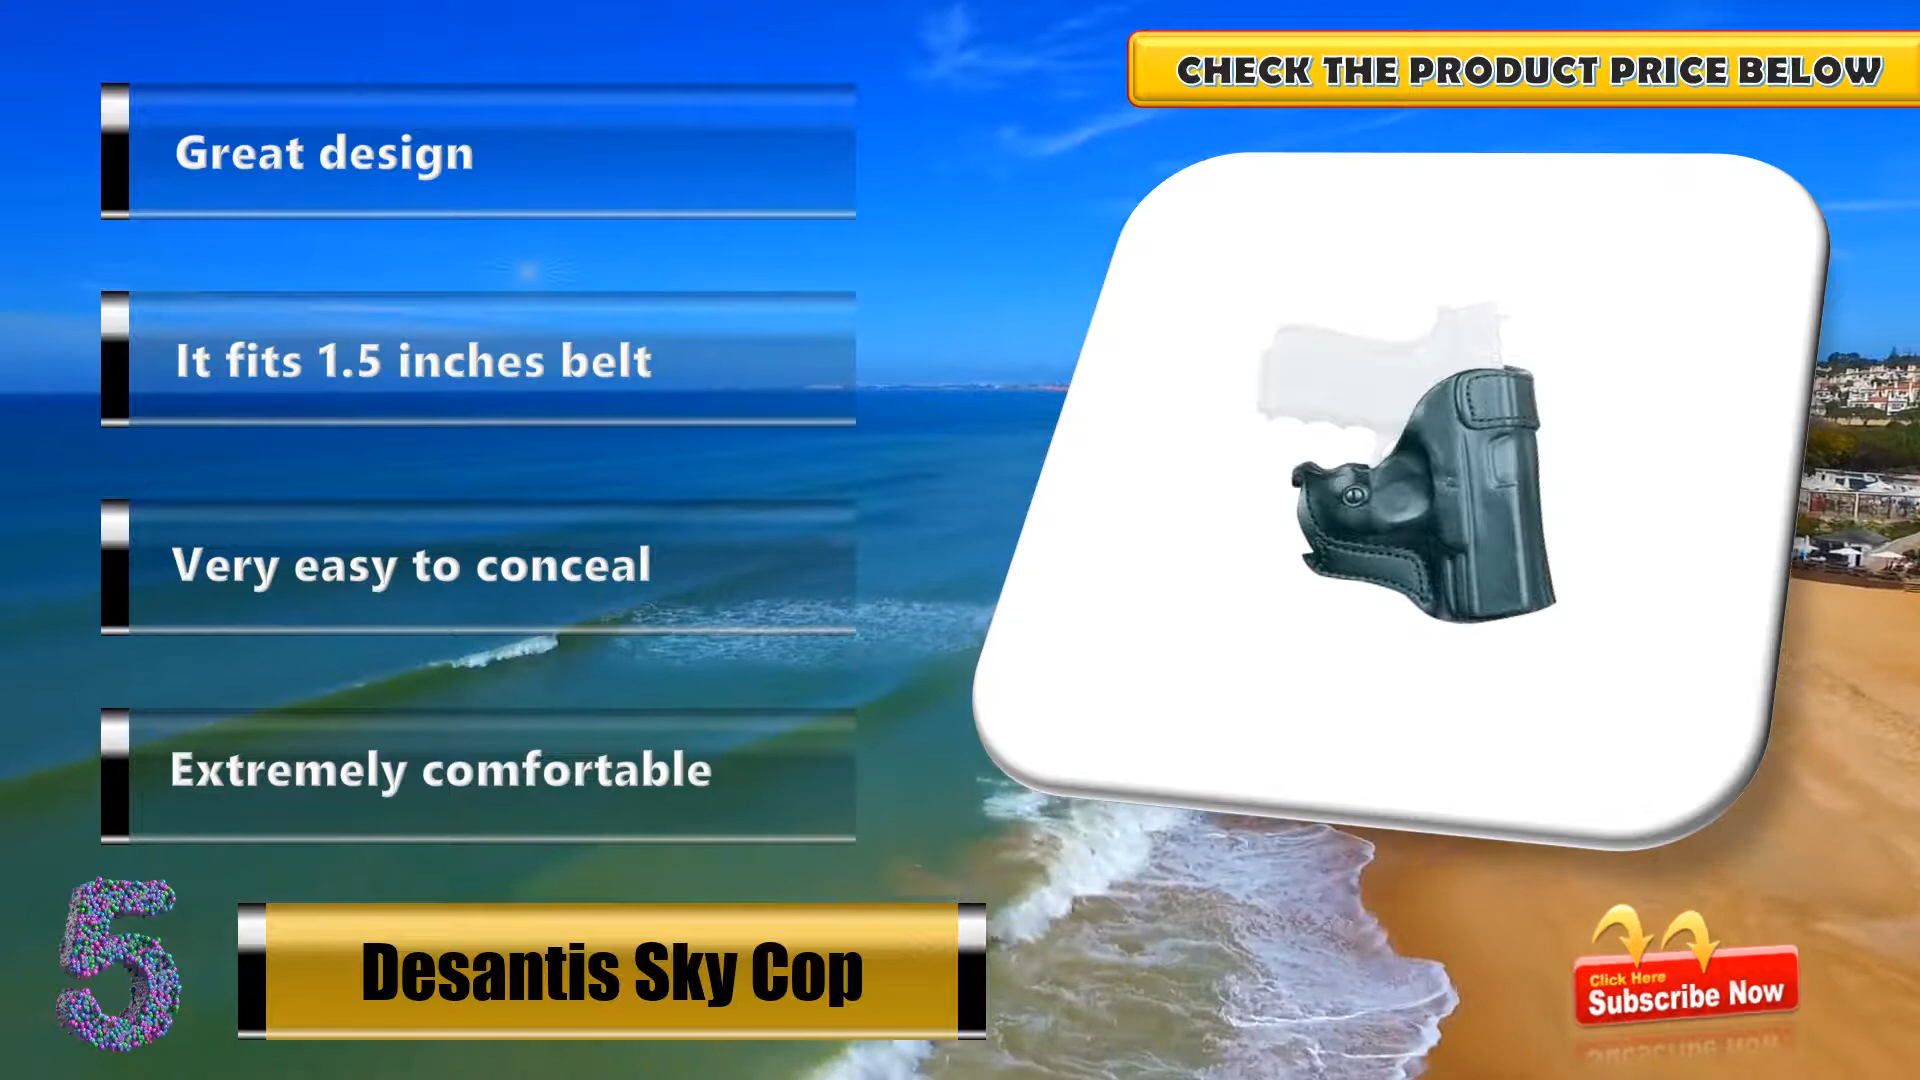 CHECK THE PRODUCT PRICE BELOW
Great design
It fits 1.5 inches belt
Very easy to conceal
Extremely comfortable
5
Desantis Sky Cop
Click Here
Subscribe Now